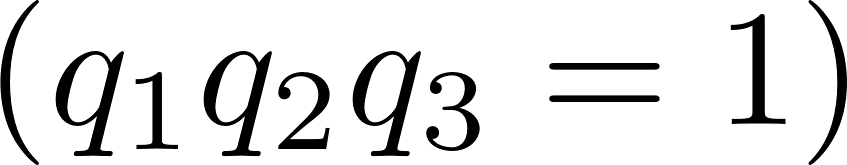 (q₁q₂q₃ = 1)